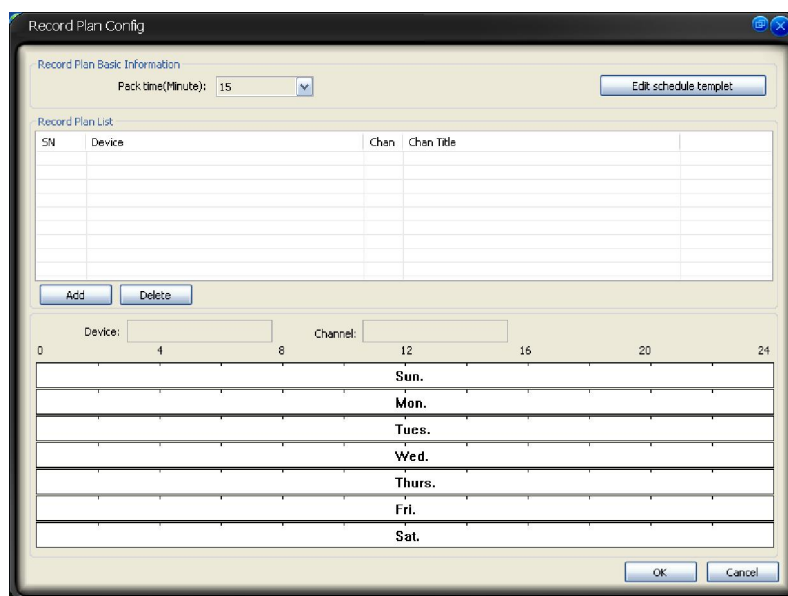 Record Plan Config
Record Plan Basic Information
Pack time(Minute): 15
Edit schedule templet
Record Plan List
SN Device Chan Chan Title
Add Delete
Device: Channel:
0 4 8 12 16 20 24
Sun.
Mon.
Tues.
Wed.
Thurs.
Fri.
Sat.
OK Cancel